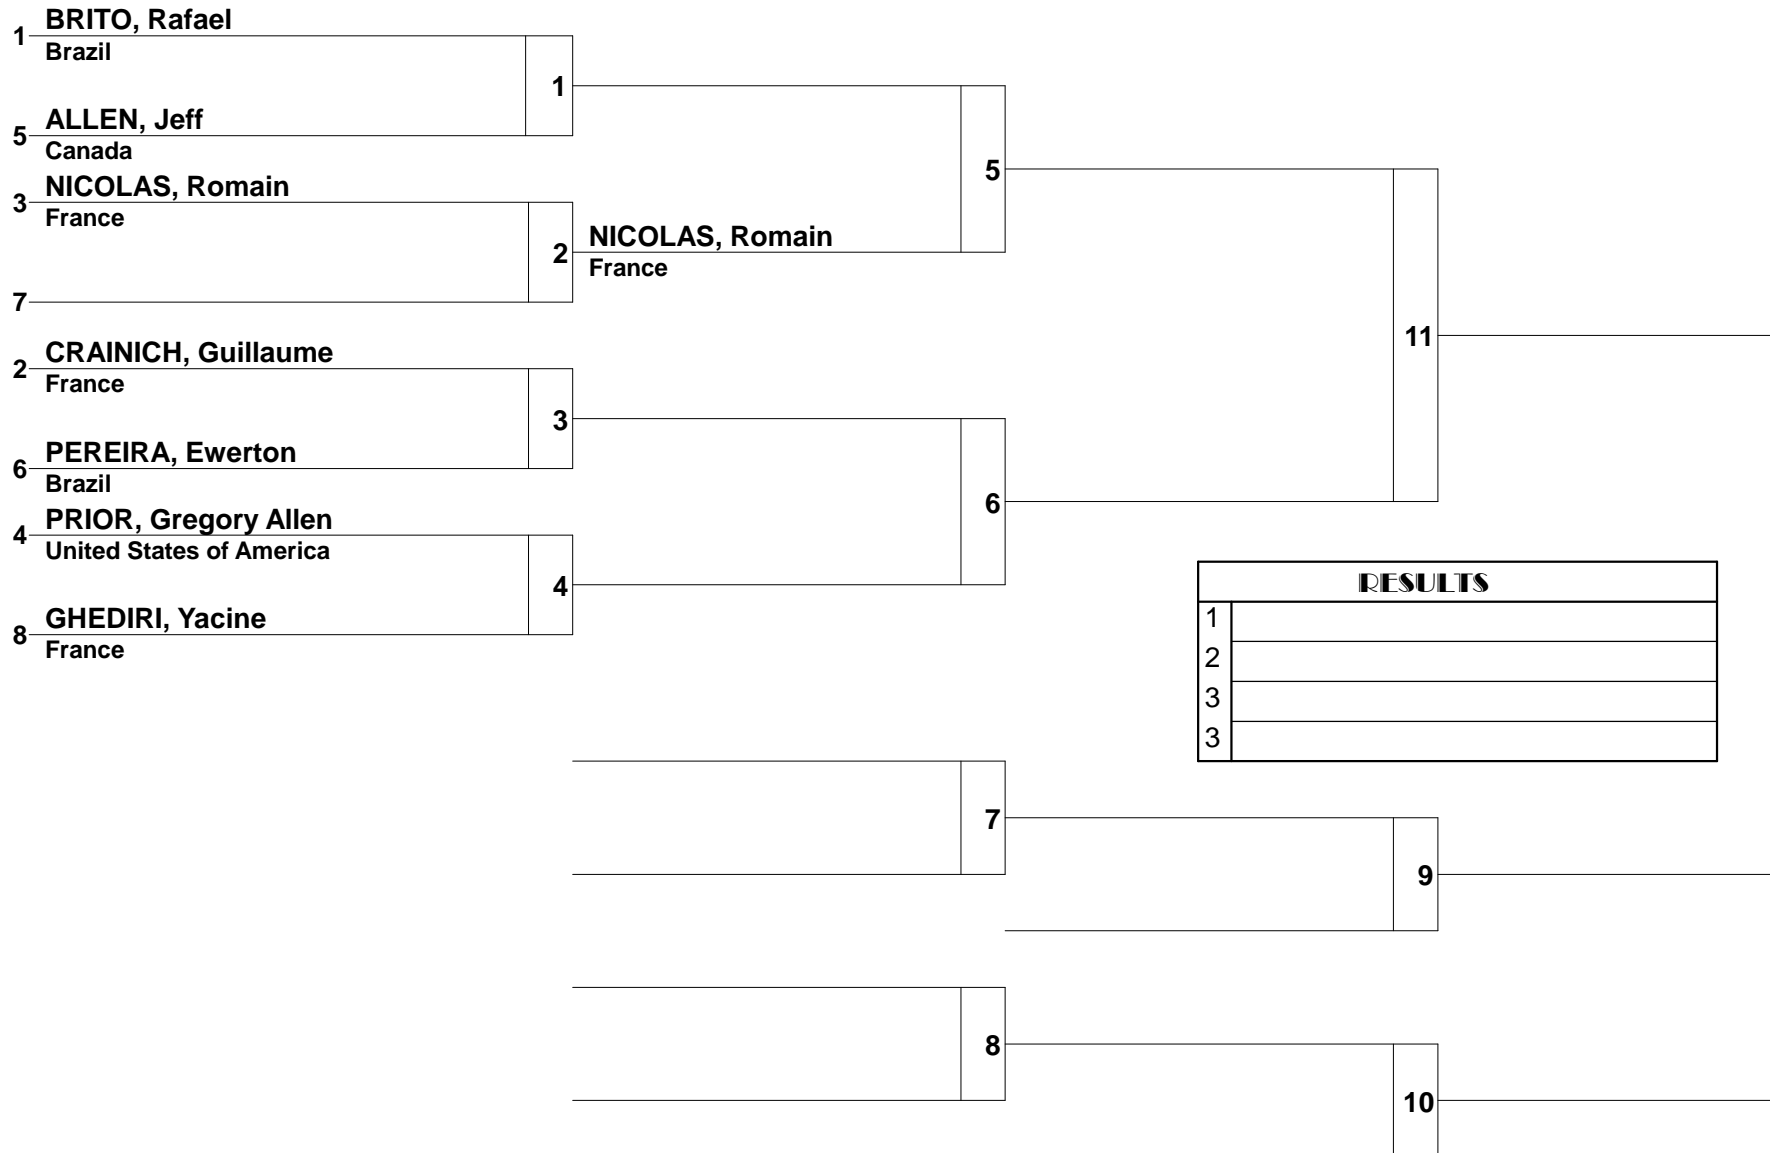 BRITO, Rafael
1
Brazil
1
ALLEN, Jeff
5
Canada
5
NICOLAS, Romain
3
France
NICOLAS, Romain
2
France
7
11
CRAINICH, Guillaume
2
France
3
PEREIRA, Ewerton
6
Brazil
6
PRIOR, Gregory Allen
4
United States of America
4
RESULTS
GHEDIRI, Yacine
8
France
1
2
3
3
7
9
8
10